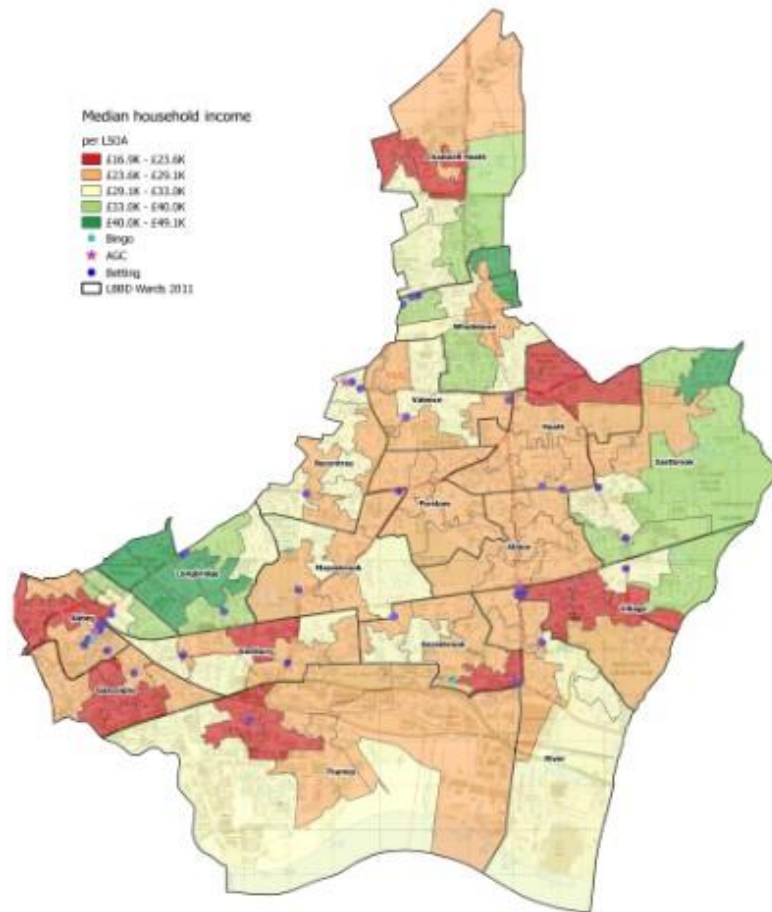 Median household income
per LSOA
£16.9K - £23.6K
£23.6K - £29.1K
£29.1K - £33.0K
£33.0K - £40.0K
£40.0K - £49.1K
Bingo
AGC
Betting
LBBD Wards 2011
Chadwell Heath
Whalebone
Valence
Heath
Eastbrook
Becontree
Parsloes
Alibon
Mayesbrook
Longbridge
Abbey
Village
Goresbrook
Gascoigne
Thames
River